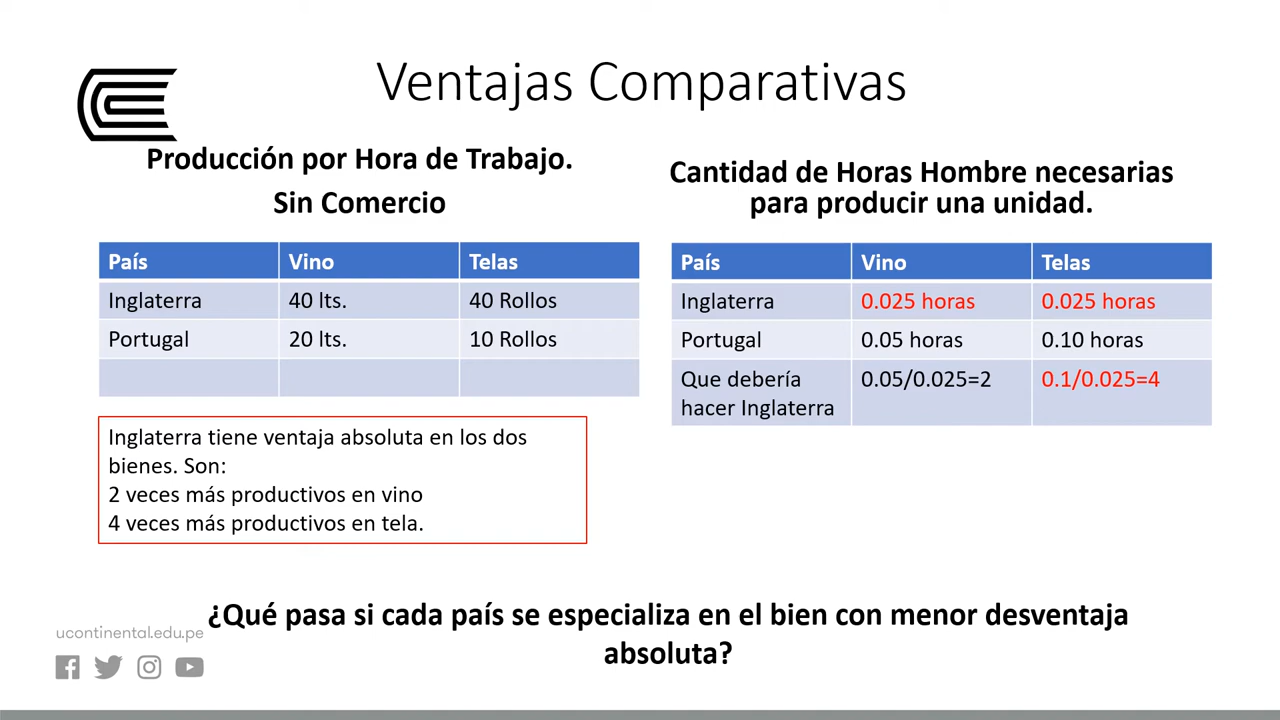 Ventajas Comparativas
Producción por Hora de Trabajo.
Sin Comercio
País Vino Telas
Inglaterra 40 lts. 40 Rollos
Portugal 20 lts. 10 Rollos
Inglaterra tiene ventaja absoluta en los dos
bienes. Son:
2 veces más productivos en vino
4 veces más productivos en tela.
Cantidad de Horas Hombre necesarias
para producir una unidad.
País Vino Telas
Inglaterra 0.025 horas 0.025 horas
Portugal 0.05 horas 0.10 horas
Que debería 0.05/0.025=2 0.1/0.025=4
hacer Inglaterra
¿Qué pasa si cada país se especializa en el bien con menor desventaja
absoluta?
ucontinental.edu.pe